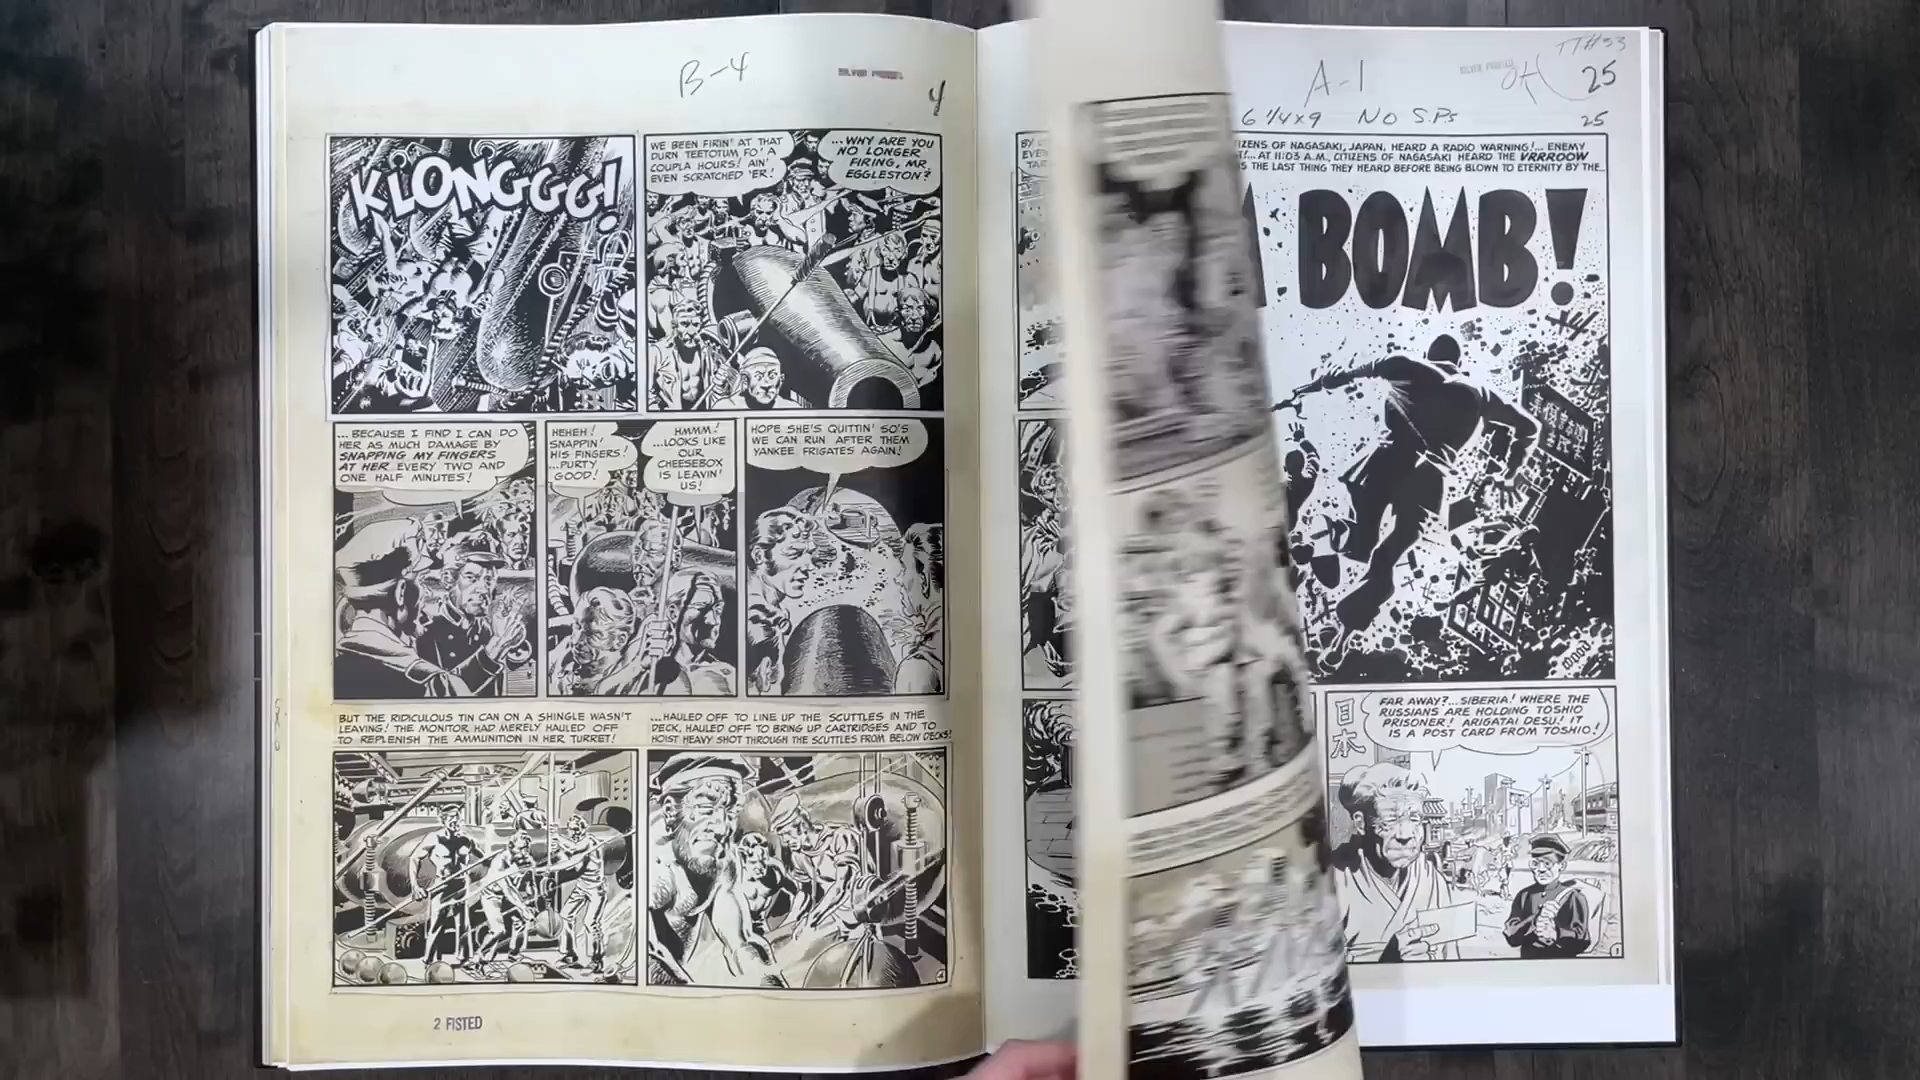 B-4
4
KLONGGG!
WE BEEN FIRIN' AT THAT
DURN TEETOTUM FO' A
COUPLA HOURS! AIN'
EVEN SCRATCHED 'ER!
...WHY ARE YOU
NO LONGER
FIRING, MR.
EGGLESTON?
...BECAUSE I FIND I CAN DO
HER AS MUCH DAMAGE BY
SNAPPING MY FINGERS
AT HER EVERY TWO AND
ONE HALF MINUTES!
HEHEH!
SNAPPIN'
HIS FINGERS!
...PURTY
GOOD!
HMMM!
...LOOKS LIKE
OUR
CHEESEBOX
IS LEAVIN'
US!
HOPE SHE'S QUITTIN' SO'S
WE CAN RUN AFTER THEM
YANKEE FRIGATES AGAIN!
BUT THE RIDICULOUS TIN CAN ON A SHINGLE WASN'T
LEAVING! THE MONITOR HAD MERELY HAULED OFF
TO REPLENISH THE AMMUNITION IN HER TURRET!
...HAULED OFF TO LINE UP THE SCUTTLES IN THE
DECK, HAULED OFF TO BRING UP CARTRIDGES AND TO
HOIST HEAVY SHOT THROUGH THE SCUTTLES FROM BELOW DECKS!
4
2 FISTED
TT#33
A-1
25
6 1/4 x 9 NO S.P.s
25
BY
EVEN
TAR
IZENS OF NAGASAKI, JAPAN, HEARD A RADIO WARNING!... ENEMY
T!... AT 11:03 A.M., CITIZENS OF NAGASAKI HEARD THE VRRROOW
S THE LAST THING THEY HEARD BEFORE BEING BLOWN TO ETERNITY BY THE...
BOMB!
日本
FAR AWAY?...SIBERIA! WHERE THE
RUSSIANS ARE HOLDING TOSHIO
PRISONER! ARIGATAI DESU! IT
IS A POST CARD FROM TOSHIO!
1